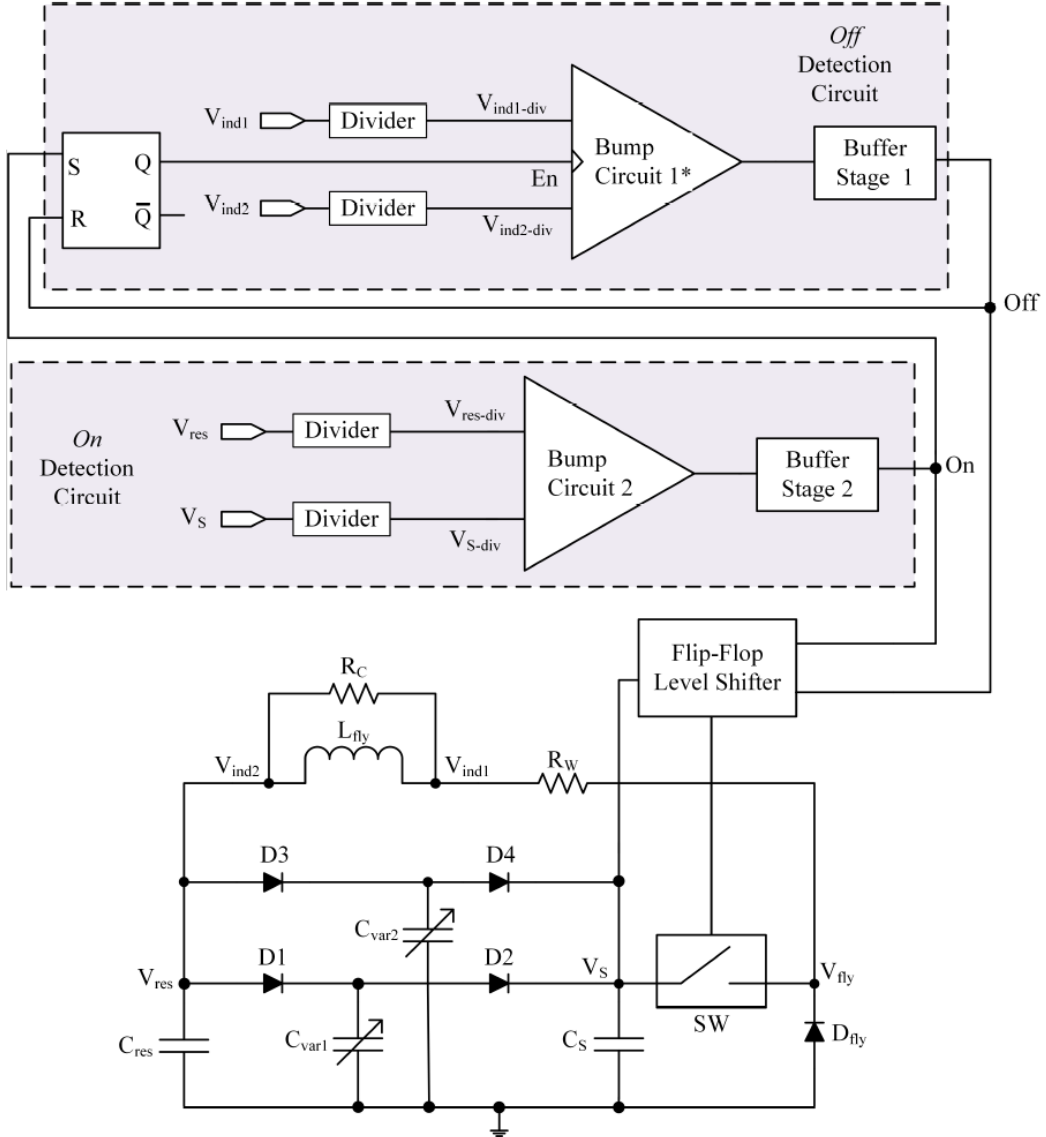 Off
Detection
Circuit
V_ind1
Divider
V_ind1-div
S
Q
R
Q̅
En
Bump
Circuit 1*
Buffer
Stage 1
V_ind2
Divider
V_ind2-div
Off
On
Detection
Circuit
V_res
Divider
V_res-div
Bump
Circuit 2
Buffer
Stage 2
On
V_S
Divider
V_S-div
Flip-Flop
Level Shifter
R_C
L_fly
V_ind2
V_ind1
R_W
D3
D4
C_var2
D1
D2
V_res
V_S
V_fly
SW
C_res
C_var1
C_S
D_fly